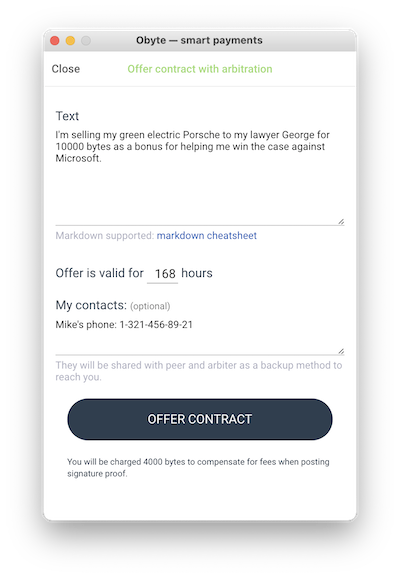 Obyte — smart payments
Close
Offer contract with arbitration
Text
I'm selling my green electric Porsche to my lawyer George for
10000 bytes as a bonus for helping me win the case against
Microsoft.
Markdown supported: markdown cheatsheet
Offer is valid for 168 hours
My contacts: (optional)
Mike's phone: 1-321-456-89-21
They will be shared with peer and arbiter as a backup method to
reach you.
OFFER CONTRACT
You will be charged 4000 bytes to compensate for fees when posting
signature proof.